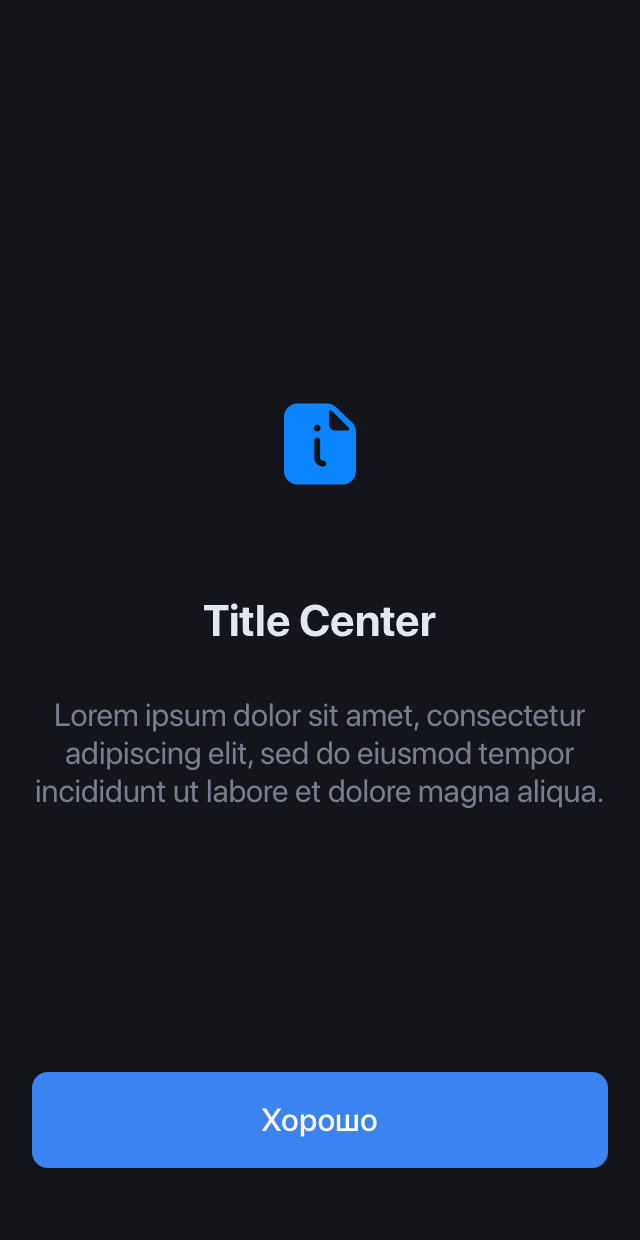 Title Center
Lorem ipsum dolor sit amet, consectetur
adipiscing elit, sed do eiusmod tempor
incididunt ut labore et dolore magna aliqua.
Хорошо